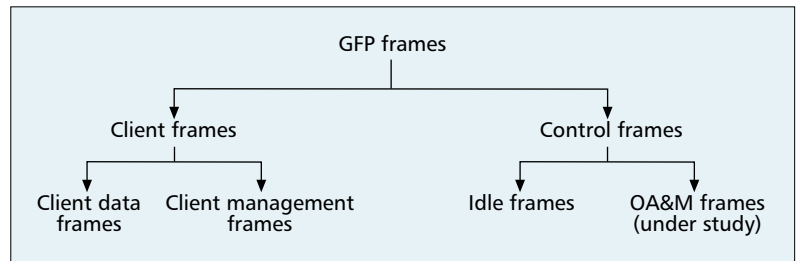 GFP frames
Client frames
Control frames
Client data
frames
Client management
frames
Idle frames
OA&M frames
(under study)